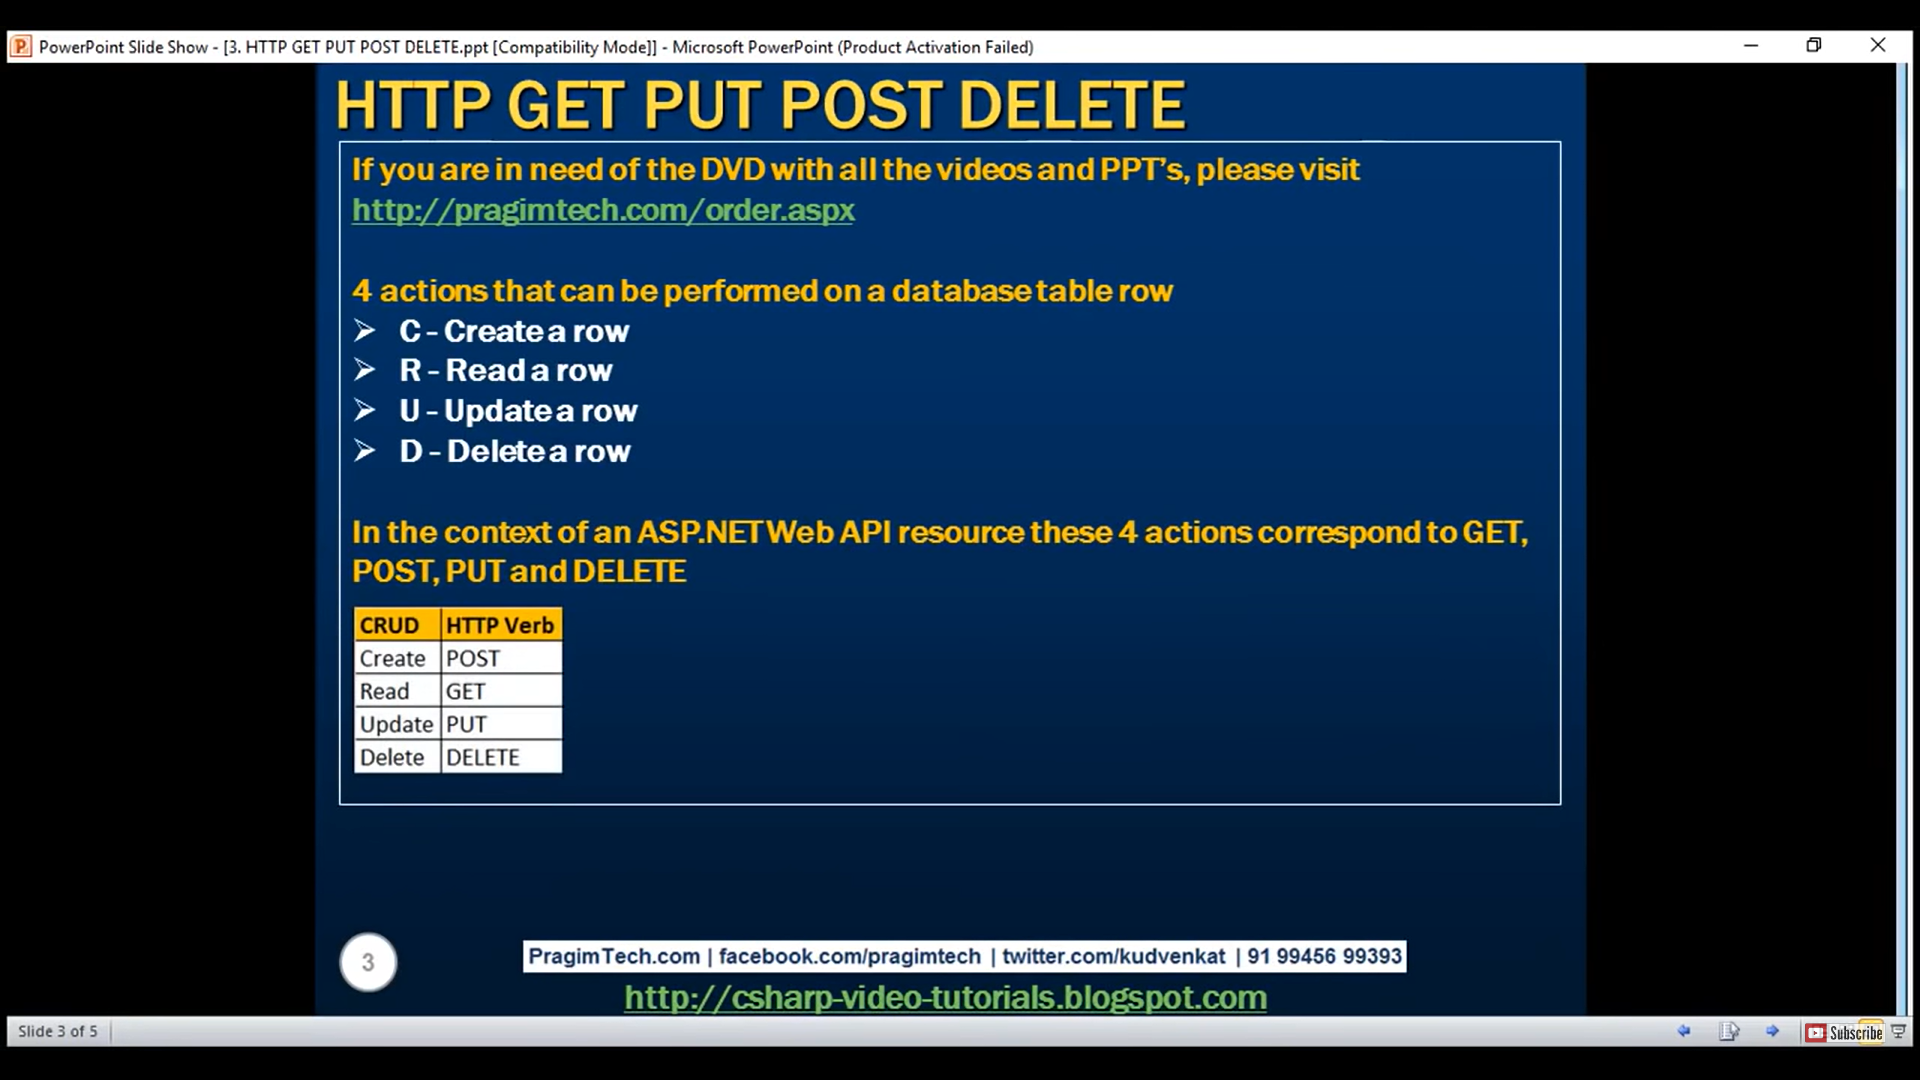 PowerPoint Slide Show - [3. HTTP GET PUT POST DELETE.ppt [Compatibility Mode]] - Microsoft PowerPoint (Product Activation Failed)
HTTP GET PUT POST DELETE
If you are in need of the DVD with all the videos and PPT's, please visit
http://pragimtech.com/order.aspx
4 actions that can be performed on a database table row
C - Create a row
R - Read a row
U - Update a row
D - Delete a row
In the context of an ASP.NET Web API resource these 4 actions correspond to GET,
POST, PUT and DELETE
CRUD HTTP Verb
Create POST
Read GET
Update PUT
Delete DELETE
3
PragimTech.com | facebook.com/pragimtech | twitter.com/kudvenkat | 91 99456 99393
http://csharp-video-tutorials.blogspot.com
Slide 3 of 5
Subscribe